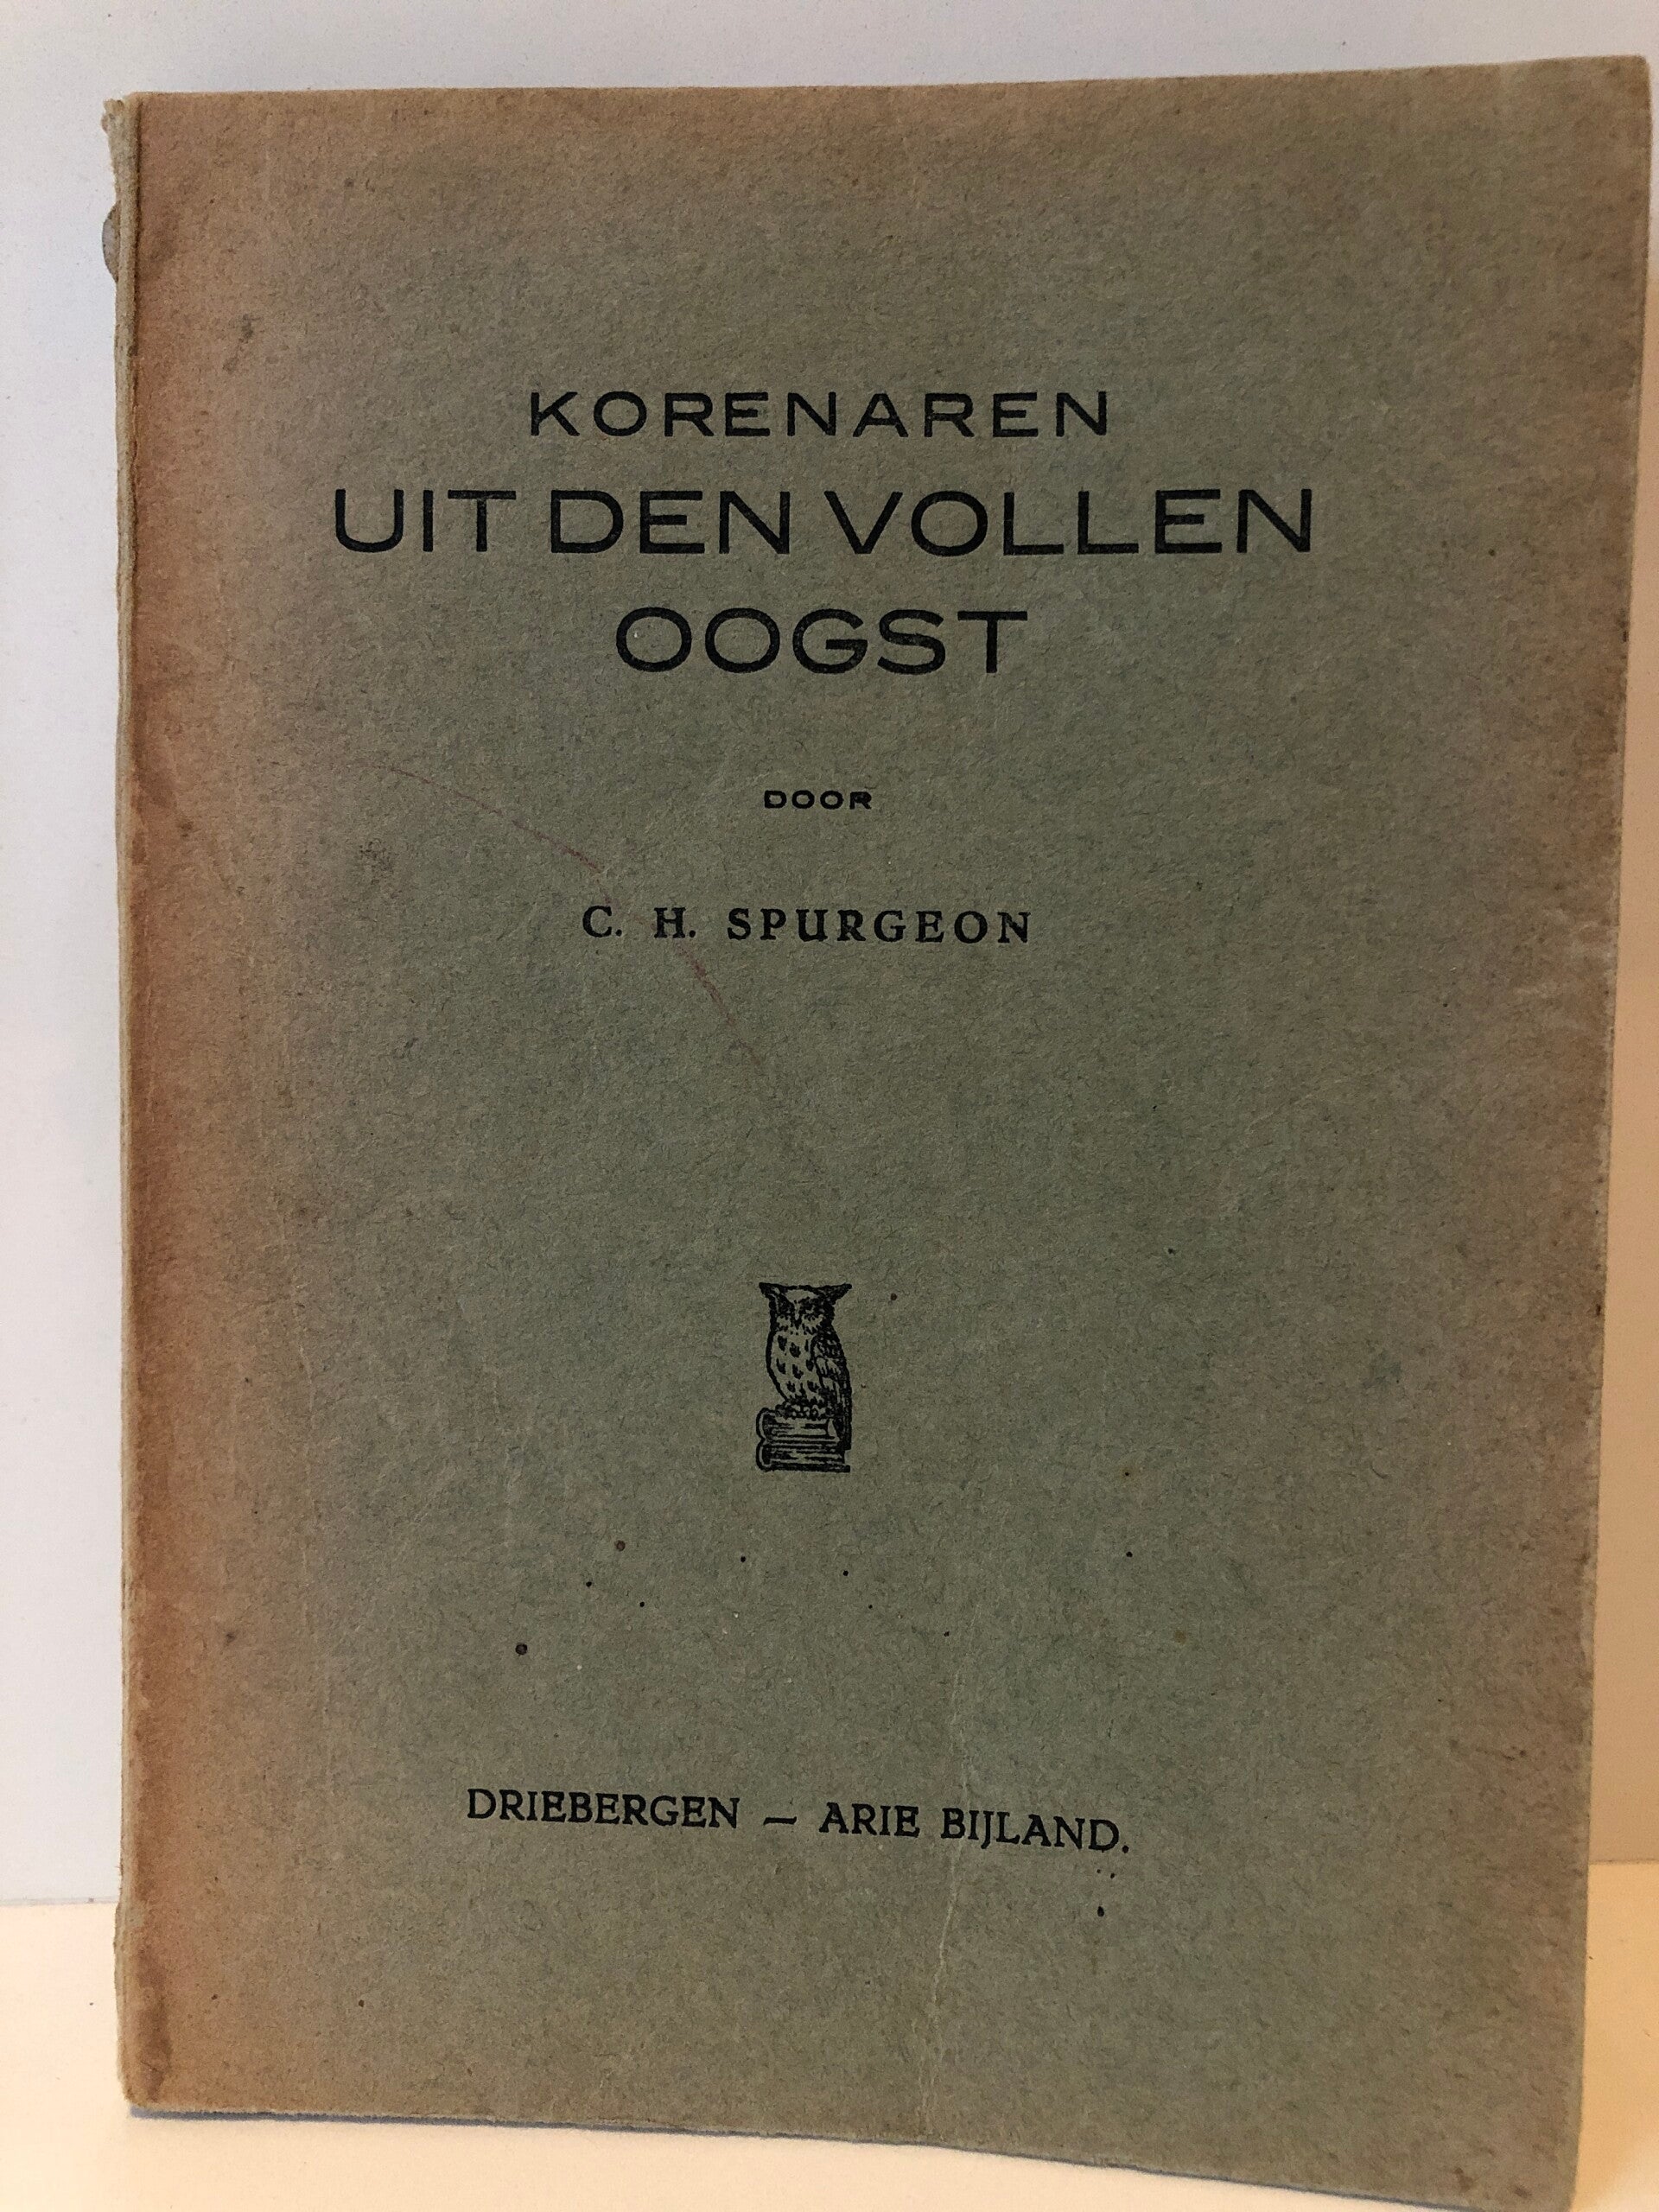 KORENAREN
UIT DEN VOLLEN
OOGST
DOOR
C. H. SPURGEON
DRIEBERGEN — ARIE BIJLAND.